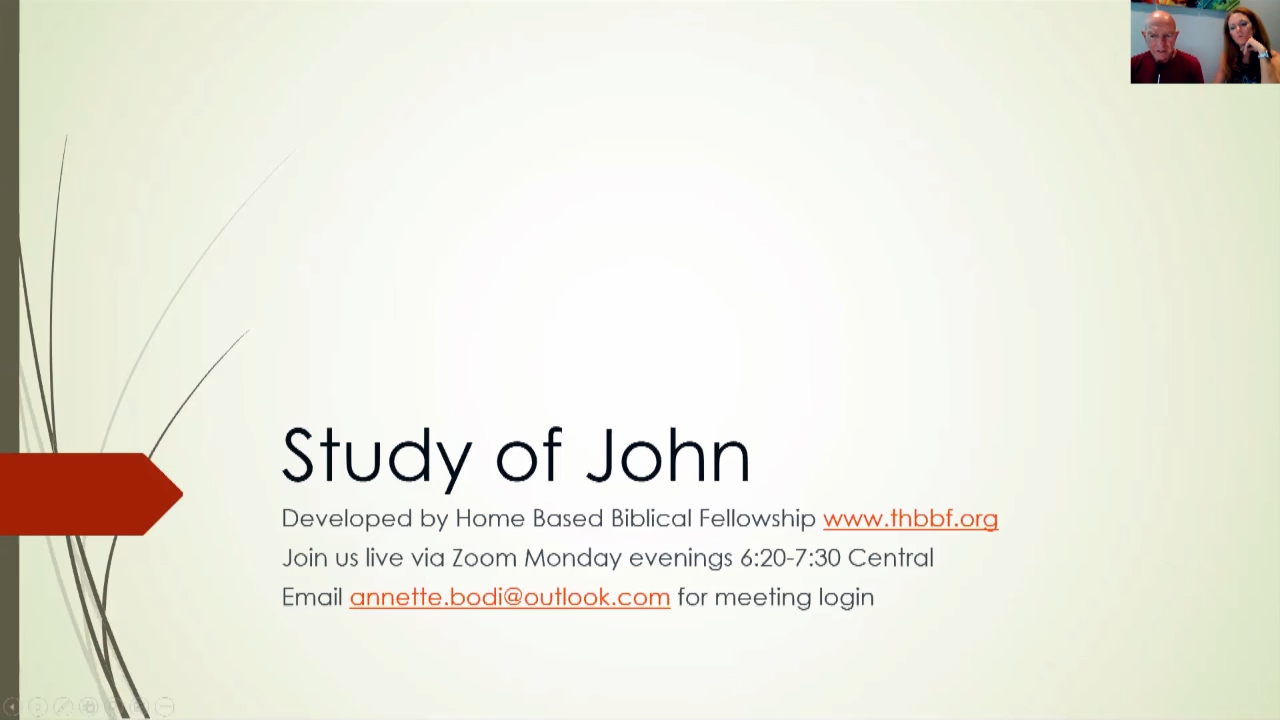 Study of John
Developed by Home Based Biblical Fellowship www.thbbf.org
Join us live via Zoom Monday evenings 6:20-7:30 Central
Email annette.bodi@outlook.com for meeting login